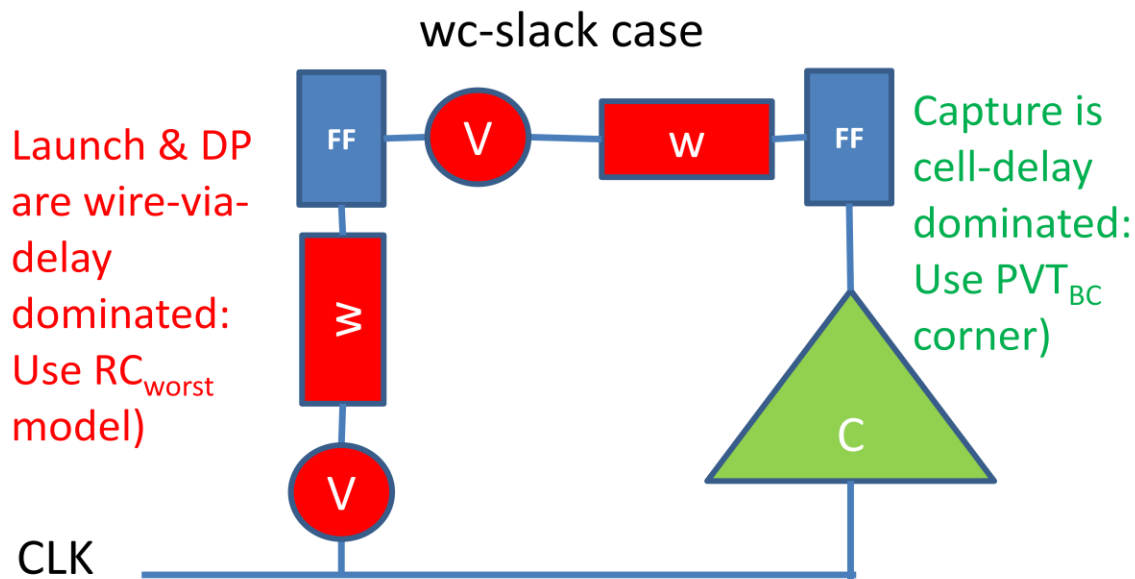 wc-slack case
Launch & DP
are wire-via-
delay
dominated:
Use RCworst
model)
FF
V
w
FF
Capture is
cell-delay
dominated:
Use PVTBC
corner)
w
V
C
CLK